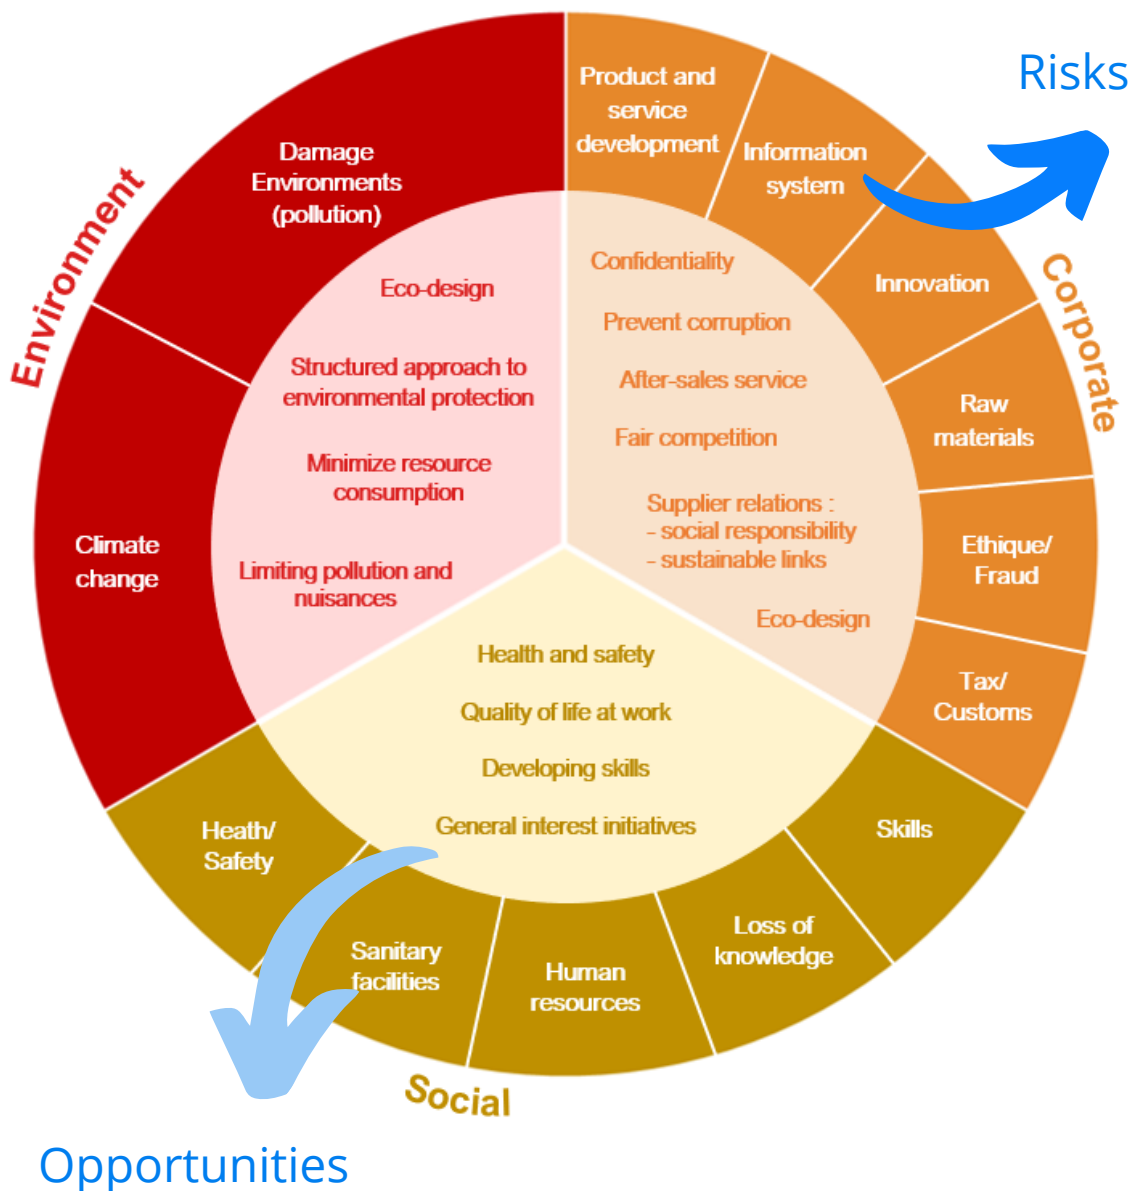 Risks
Product and
service
development
Information
system
Innovation
Raw
materials
Ethique/
Fraud
Tax/
Customs
Corporate
Confidentiality
Prevent corruption
After-sales service
Fair competition
Supplier relations :
- social responsibility
- sustainable links
Eco-design
Environment
Damage
Environments
(pollution)
Climate
change
Eco-design
Structured approach to
environmental protection
Minimize resource
consumption
Limiting pollution and
nuisances
Health and safety
Quality of life at work
Developing skills
General interest initiatives
Heath/
Safety
Sanitary
facilities
Human
resources
Loss of
knowledge
Skills
Social
Opportunities